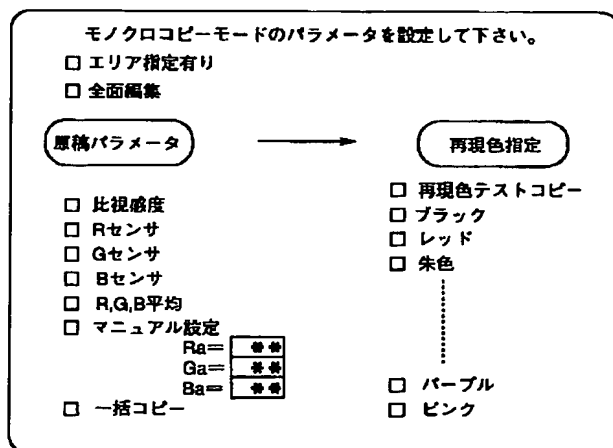 モノクロコピーモードのパラメータを設定して下さい。
□ エリア指定有り
□ 全面編集
原稿パラメータ
□ 比視感度
□ Rセンサ
□ Gセンサ
□ Bセンサ
□ R,G,B平均
□ マニュアル設定
Ra= **
Ga= **
Ba= **
□ 一括コピー
再現色指定
□ 再現色テストコピー
□ ブラック
□ レッド
□ 朱色
□ パープル
□ ピンク